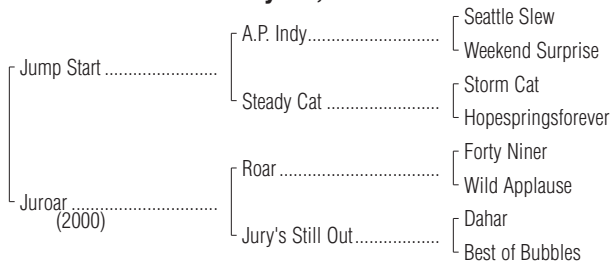 Seattle Slew
A.P. Indy
Weekend Surprise
Jump Start
Storm Cat
Steady Cat
Hopespringsforever
Forty Niner
Roar
Wild Applause
Juroar
(2000)
Dahar
Jury's Still Out
Best of Bubbles